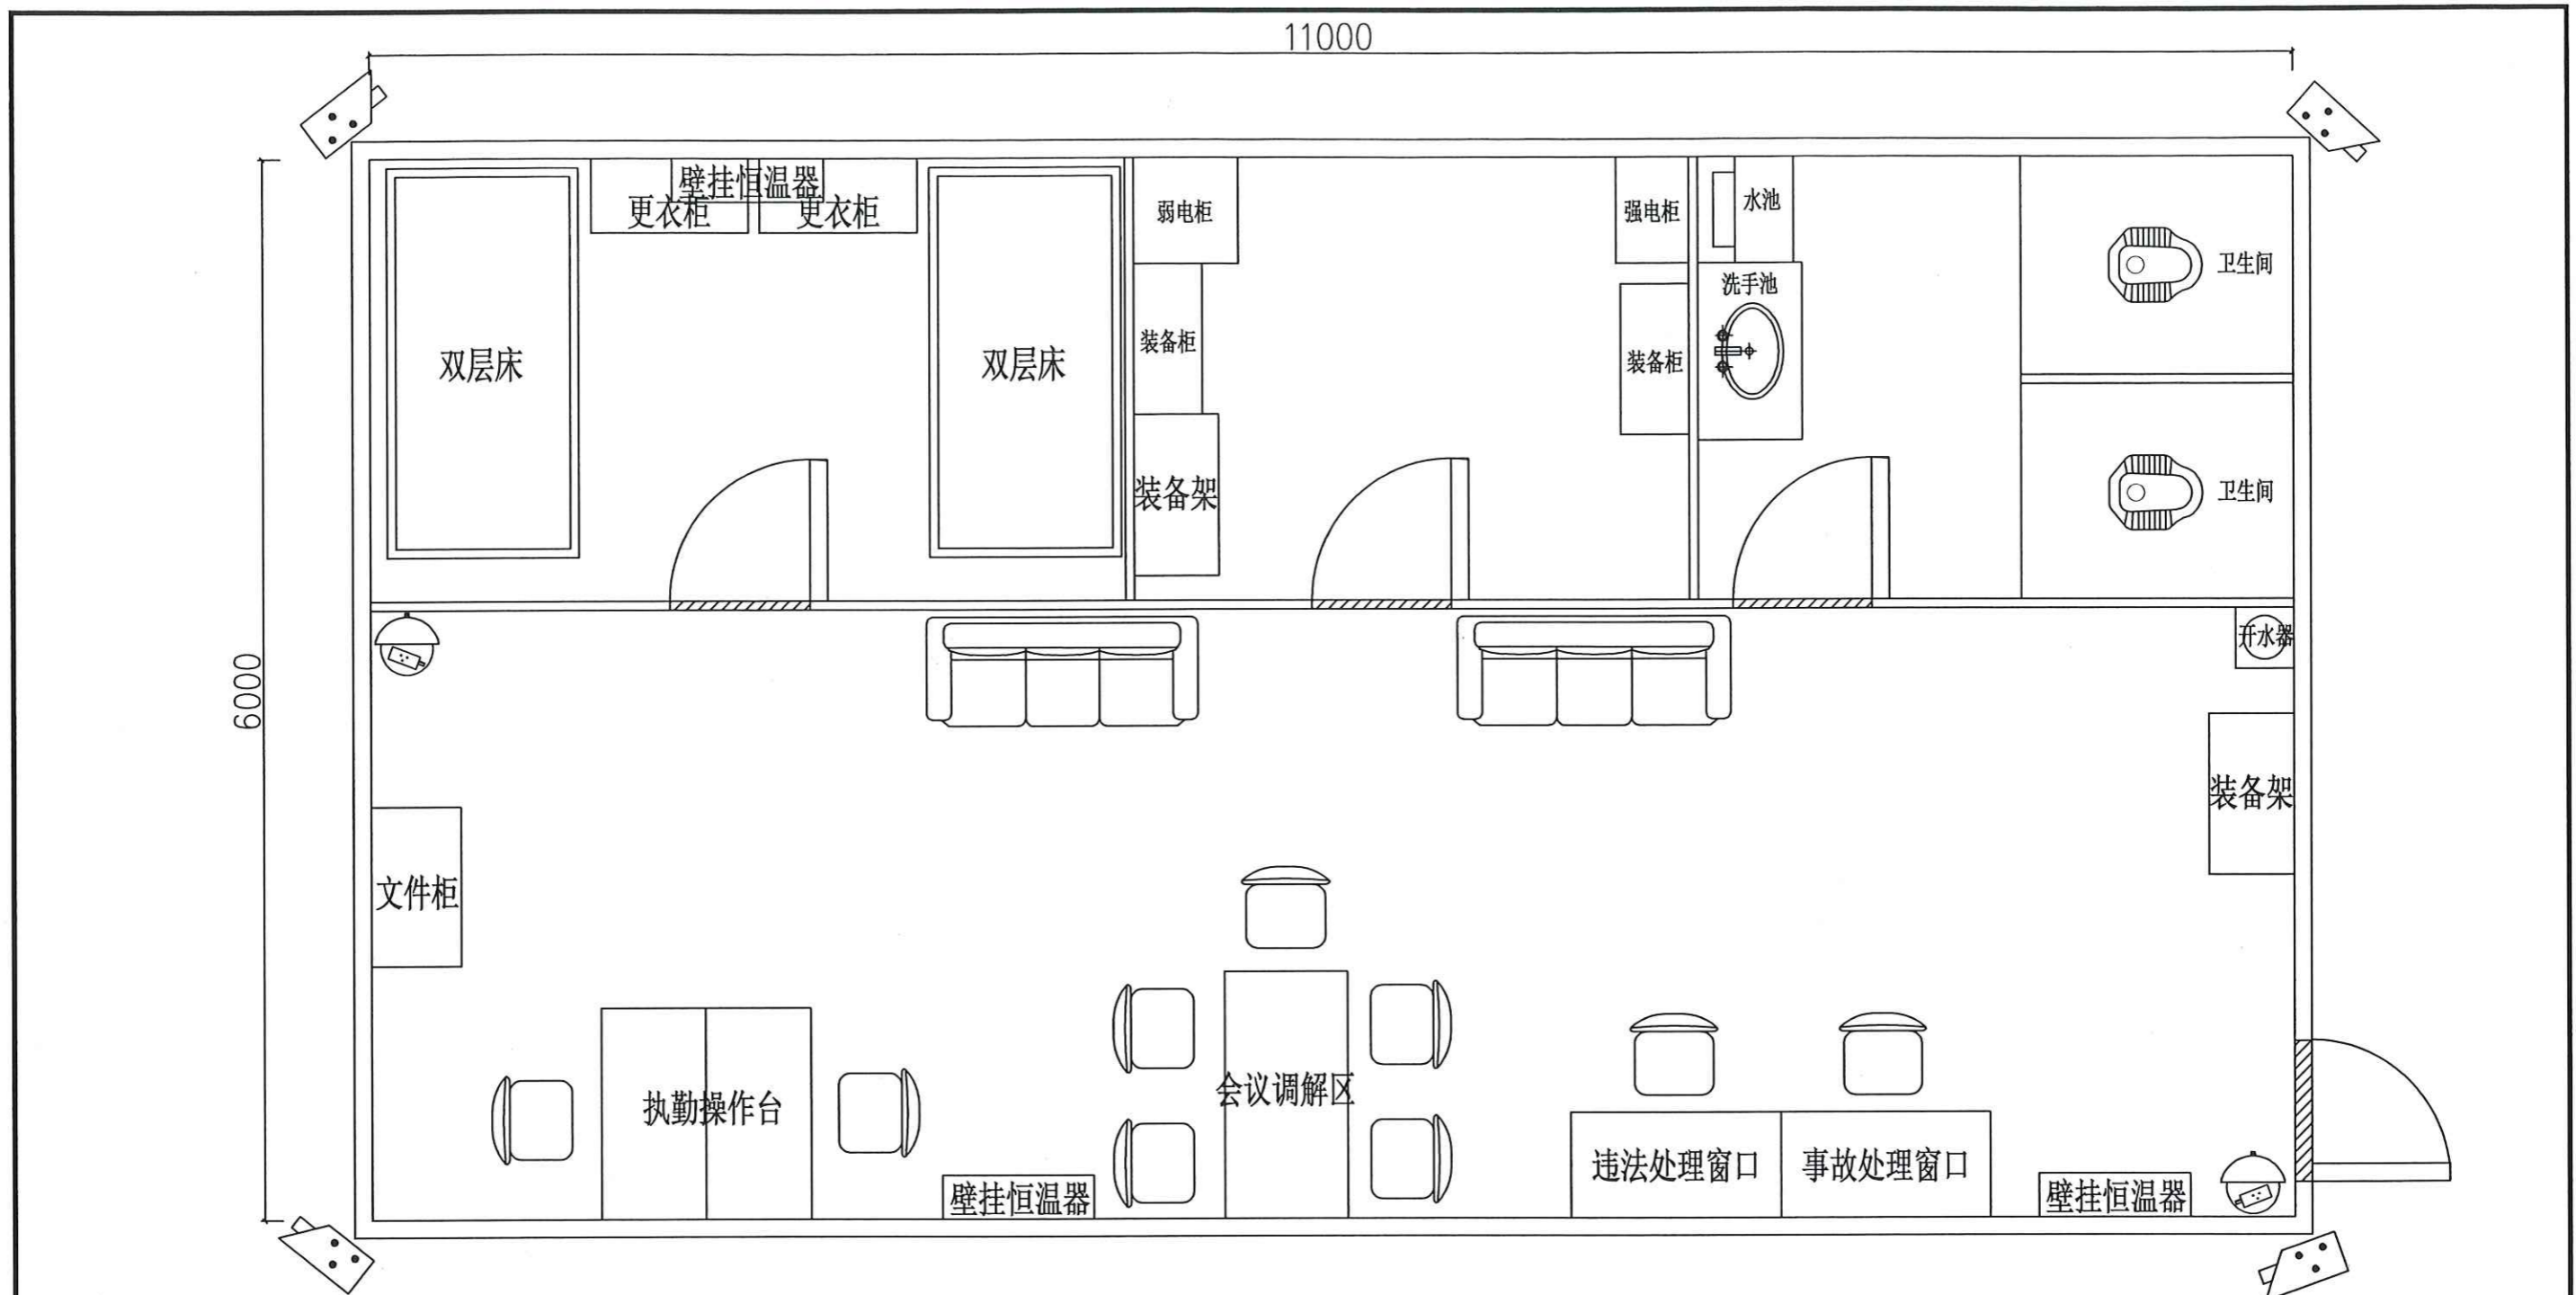 11000
壁挂恒温器
更衣柜
更衣柜
弱电柜
强电柜
水池
洗手池
卫生间
双层床
双层床
装备柜
装备柜
装备架
卫生间
开水器
6000
装备架
文件柜
执勤操作台
会议调解区
违法处理窗口
事故处理窗口
壁挂恒温器
壁挂恒温器